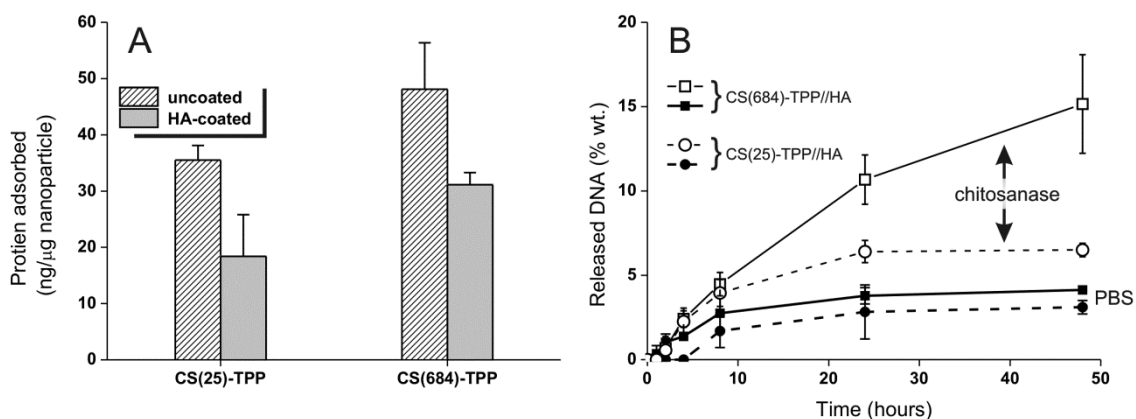 A
60
50
40
30
20
10
0
Protien adsorbed
(ng/μg nanoparticle)
uncoated
HA-coated
CS(25)-TPP
CS(684)-TPP
B
20
15
10
5
0
Released DNA (% wt.)
} CS(684)-TPP//HA
} CS(25)-TPP//HA
chitosanase
PBS
0
10
20
30
40
50
Time (hours)